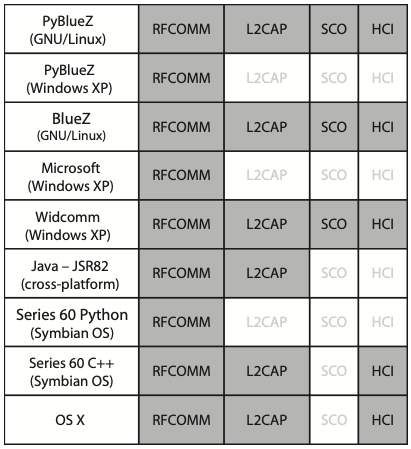 PyBlueZ
(GNU/Linux)
RFCOMM L2CAP SCO HCI
PyBlueZ
(Windows XP)
RFCOMM L2CAP SCO HCI
BlueZ
(GNU/Linux)
RFCOMM L2CAP SCO HCI
Microsoft
(Windows XP)
RFCOMM L2CAP SCO HCI
Widcomm
(Windows XP)
RFCOMM L2CAP SCO HCI
Java – JSR82
(cross-platform)
RFCOMM L2CAP SCO HCI
Series 60 Python
(Symbian OS)
RFCOMM L2CAP SCO HCI
Series 60 C++
(Symbian OS)
RFCOMM L2CAP SCO HCI
OS X RFCOMM L2CAP SCO HCI